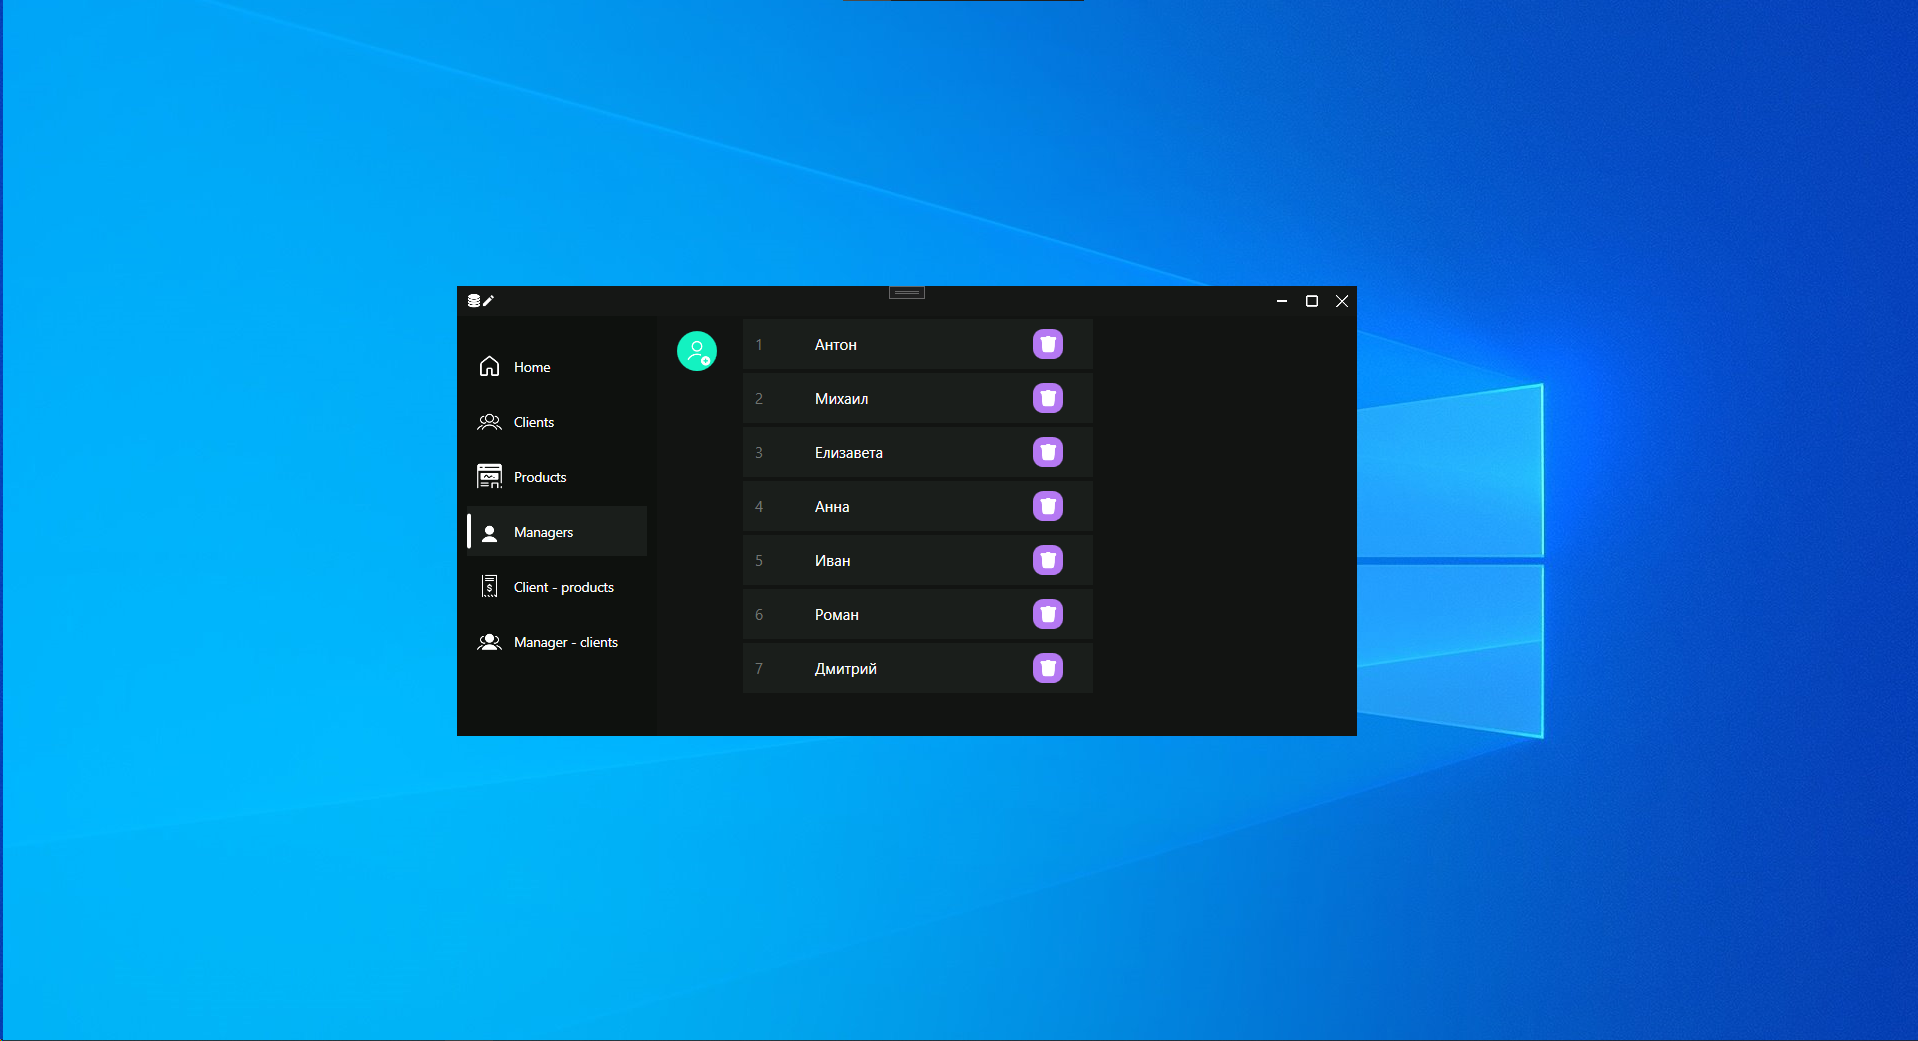 Home
Clients
Products
Managers
Client - products
Manager - clients
1 Антон
2 Михаил
3 Елизавета
4 Анна
5 Иван
6 Роман
7 Дмитрий